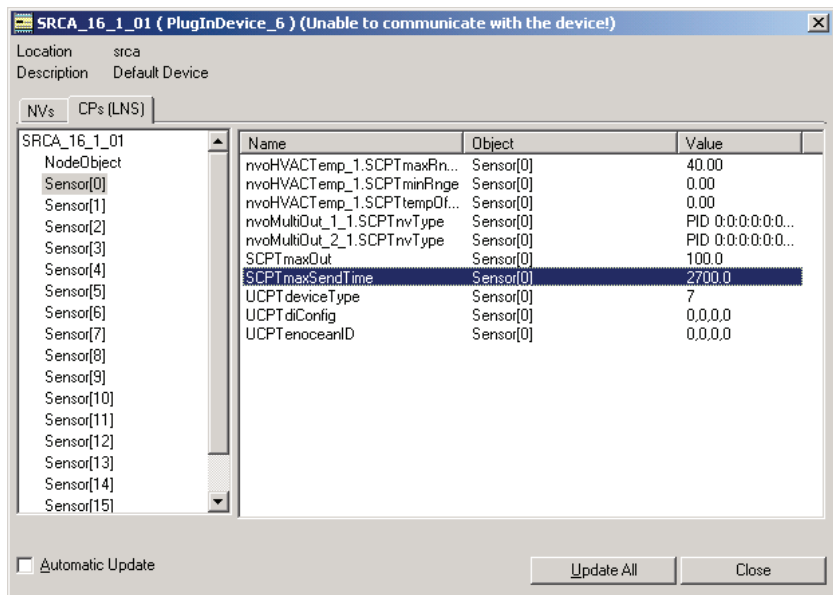 SRCA_16_1_01 ( PlugInDevice_6 ) (Unable to communicate with the device!)
Location srca
Description Default Device
NVs CPs (LNS)
SRCA_16_1_01
NodeObject
Sensor[0]
Sensor[1]
Sensor[2]
Sensor[3]
Sensor[4]
Sensor[5]
Sensor[6]
Sensor[7]
Sensor[8]
Sensor[9]
Sensor[10]
Sensor[11]
Sensor[12]
Sensor[13]
Sensor[14]
Sensor[15]
Name Object Value
nvoHVACTemp_1.SCPTmaxRn... Sensor[0] 40.00
nvoHVACTemp_1.SCPTminRnge Sensor[0] 0.00
nvoHVACTemp_1.SCPTtempOf... Sensor[0] 0.00
nvoMultiOut_1_1.SCPTnvType Sensor[0] PID 0:0:0:0:0...
nvoMultiOut_2_1.SCPTnvType Sensor[0] PID 0:0:0:0:0...
SCPTmaxOut Sensor[0] 100.0
SCPTmaxSendTime Sensor[0] 2700.0
UCPTdeviceType Sensor[0] 7
UCPTdiConfig Sensor[0] 0,0,0,0
UCPTenoceanID Sensor[0] 0,0,0,0
Automatic Update
Update All Close